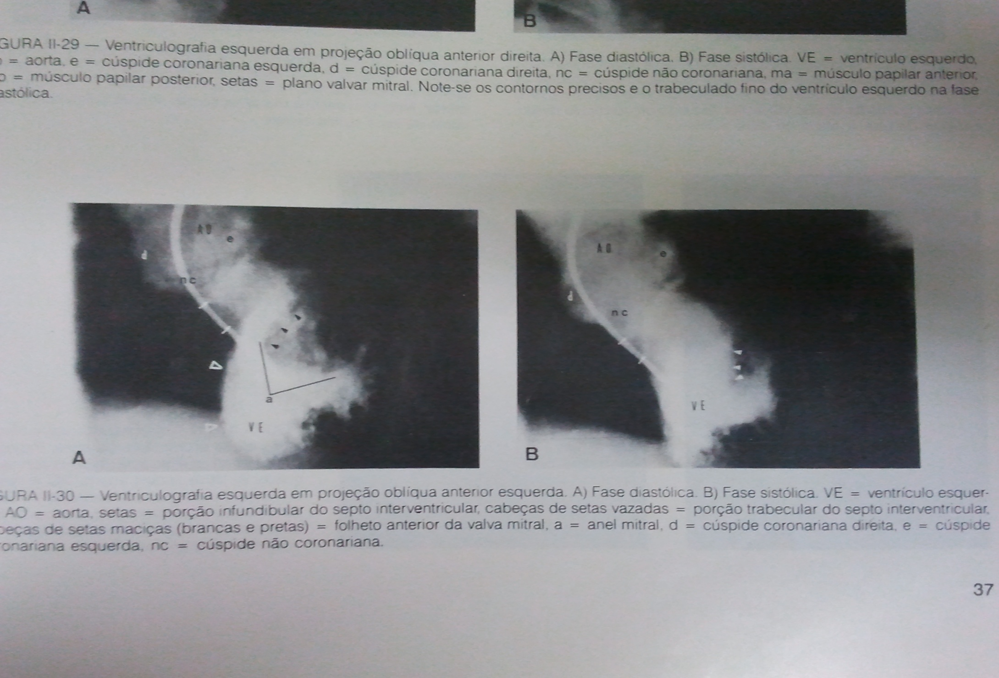 A
B
GURA II-29 — Ventriculografia esquerda em projeção oblíqua anterior direita. A) Fase diastólica. B) Fase sistólica. VE = ventrículo esquerdo,
= aorta, e = cúspide coronariana esquerda, d = cúspide coronariana direita, nc = cúspide não coronariana, ma = músculo papilar anterior,
= músculo papilar posterior, setas = plano valvar mitral. Note-se os contornos precisos e o trabeculado fino do ventrículo esquerdo na fase
astólica.
AO
e
d
nc
a
VE
A
AO
e
d
nc
VE
B
GURA II-30 — Ventriculografia esquerda em projeção oblíqua anterior esquerda. A) Fase diastólica. B) Fase sistólica. VE = ventrículo esquer-
AO = aorta, setas = porção infundibular do septo interventricular, cabeças de setas vazadas = porção trabecular do septo interventricular,
beças de setas maciças (brancas e pretas) = folheto anterior da valva mitral, a = anel mitral, d = cúspide coronariana direita, e = cúspide
ronariana esquerda, nc = cúspide não coronariana.
37